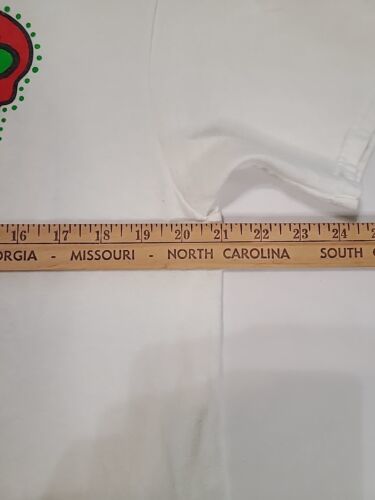 16 17 18 19 20 21 22 23 24
ORGIA - MISSOURI - NORTH CAROLINA SOUTH